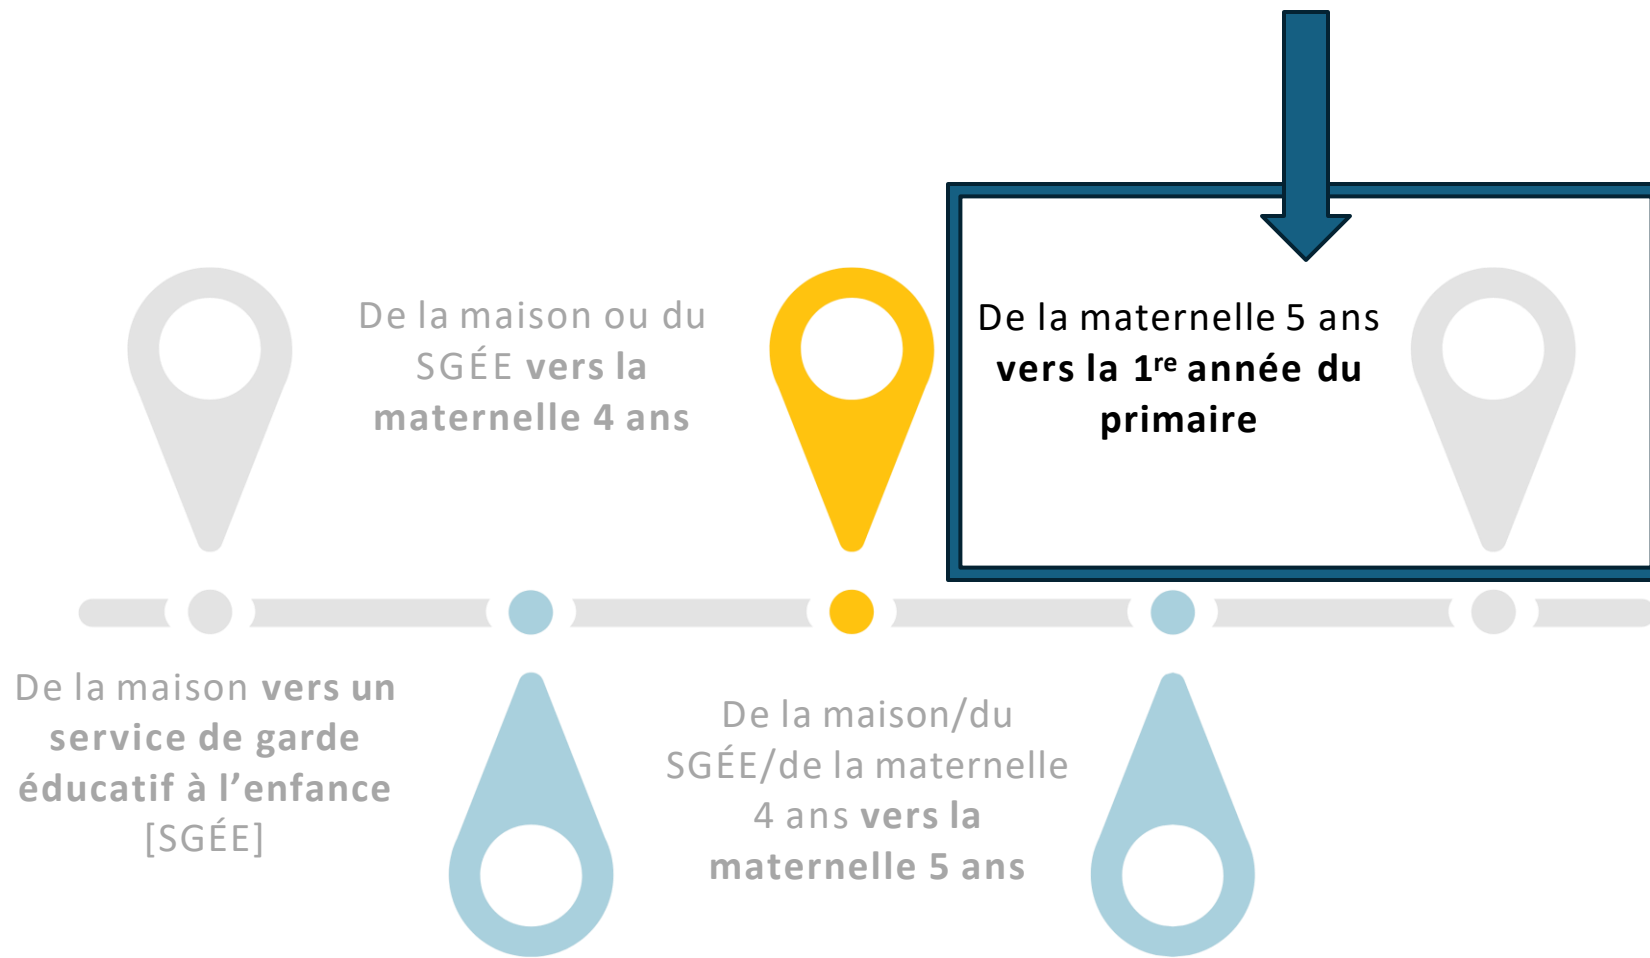 De la maison vers un
service de garde
éducatif à l’enfance
[SGÉE]
De la maison ou du
SGÉE vers la
maternelle 4 ans
De la maison/du
SGÉE/de la maternelle
4 ans vers la
maternelle 5 ans
De la maternelle 5 ans
vers la 1re année du
primaire